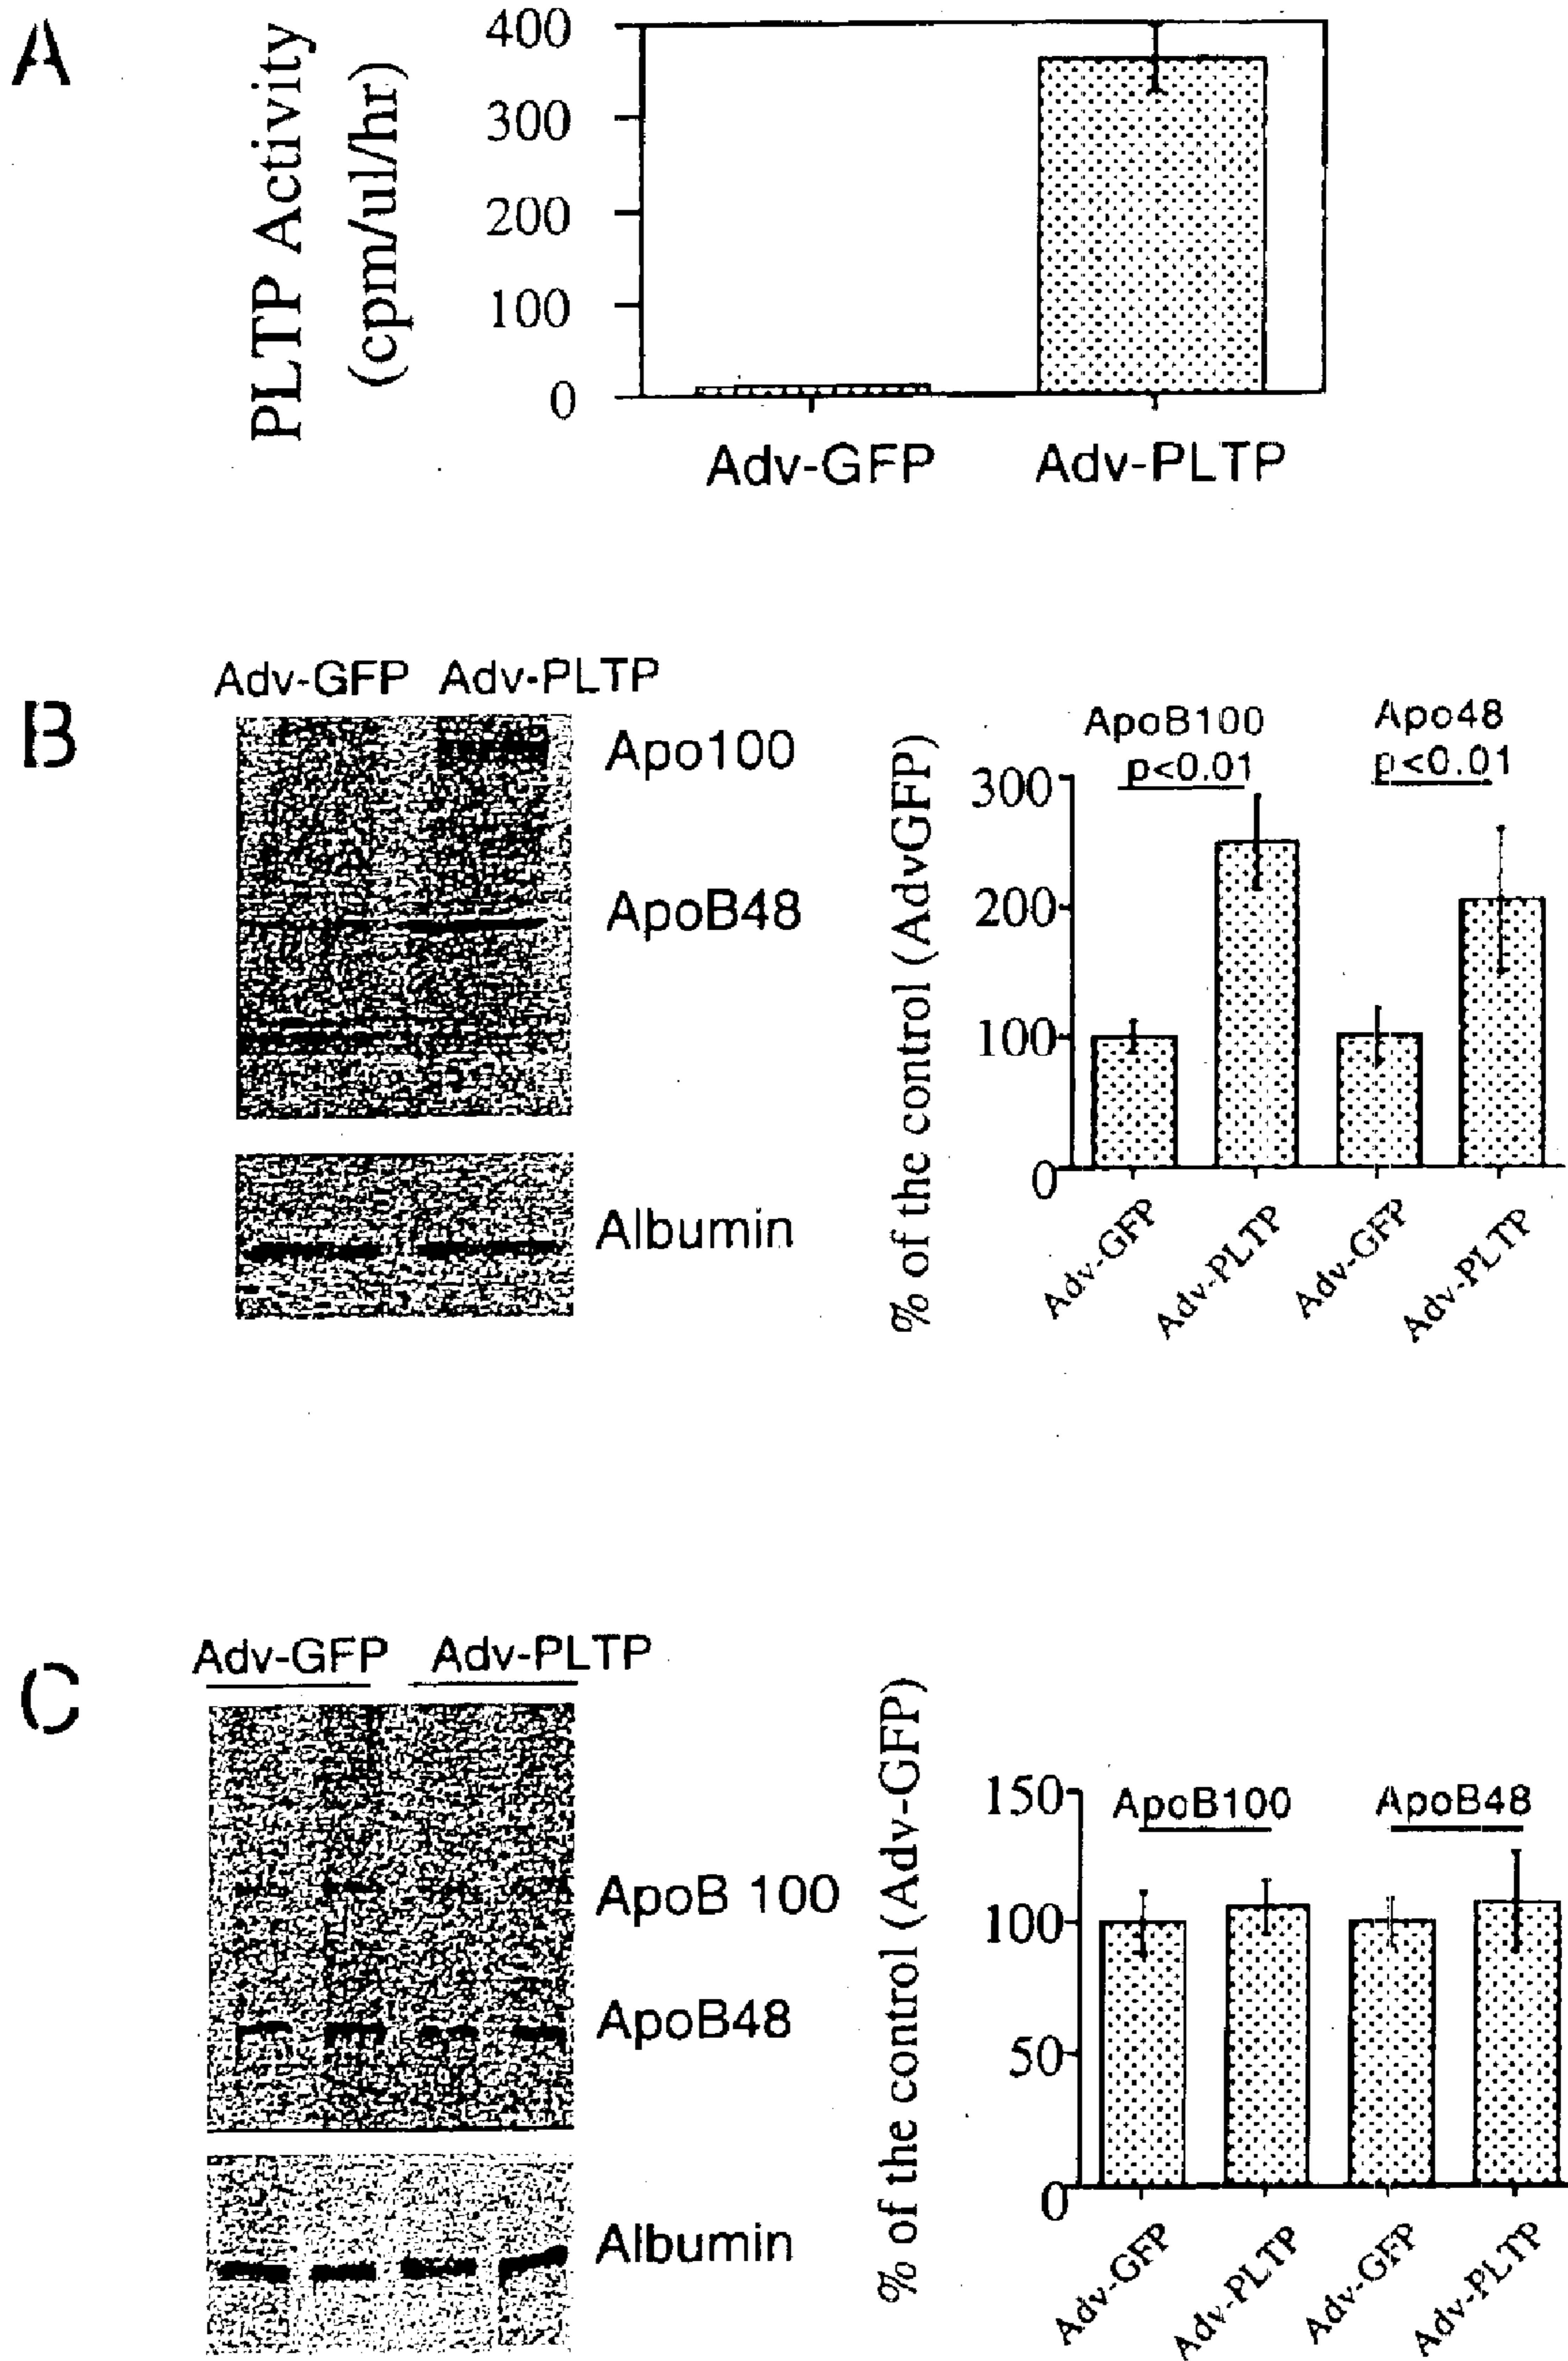 A
PLTP Activity
(cpm/ul/hr)
400
300
200
100
0
Adv-GFP
Adv-PLTP
B
Adv-GFP Adv-PLTP
Apo100
ApoB48
Albumin
% of the control (AdvGFP)
ApoB100
p<0.01
Apo48
p<0.01
300
200
100
0
Adv-GFP
Adv-PLTP
Adv-GFP
Adv-PLTP
C
Adv-GFP Adv-PLTP
ApoB 100
ApoB48
Albumin
% of the control (Adv-GFP)
ApoB100
ApoB48
150
100
50
0
Adv-GFP
Adv-PLTP
Adv-GFP
Adv-PLTP